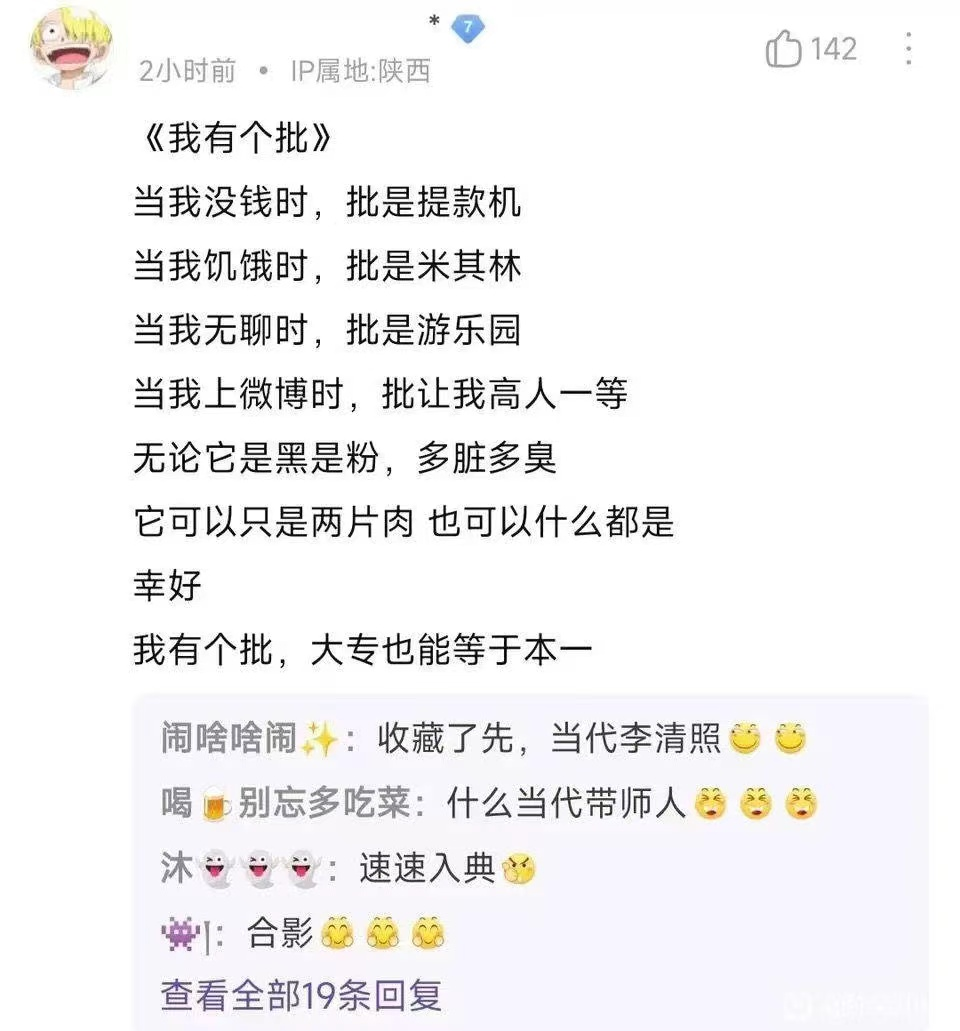 * 7
142
2小时前 • IP属地:陕西
《我有个批》
当我没钱时，批是提款机
当我饥饿时，批是米其林
当我无聊时，批是游乐园
当我上微博时，批让我高人一等
无论它是黑是粉，多脏多臭
它可以只是两片肉 也可以什么都是
幸好
我有个批，大专也能等于本一
闹啥啥闹✨：收藏了先，当代李清照
喝🍺别忘多吃菜：什么当代带师人
沐👻👻👻：速速入典
👾|：合影🤗🤗🤗
查看全部19条回复